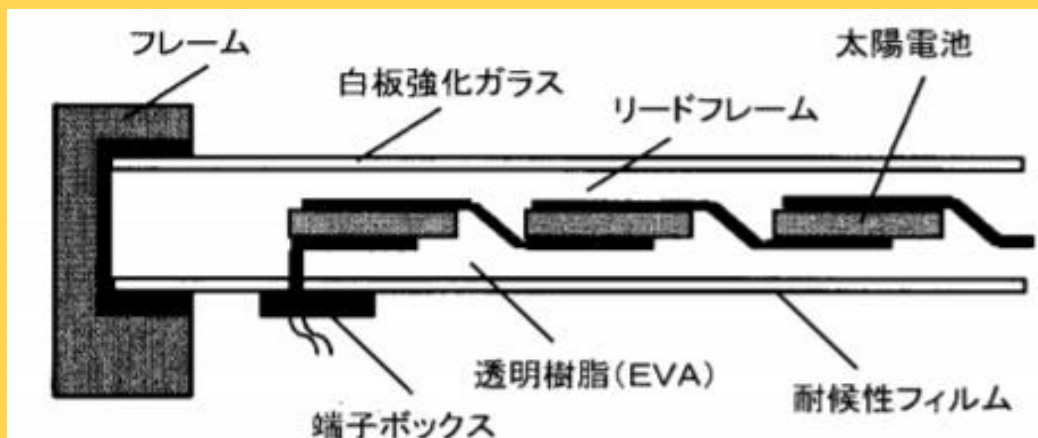 フレーム
太陽電池
白板強化ガラス
リードフレーム
透明樹脂(EVA)
耐候性フィルム
端子ボックス